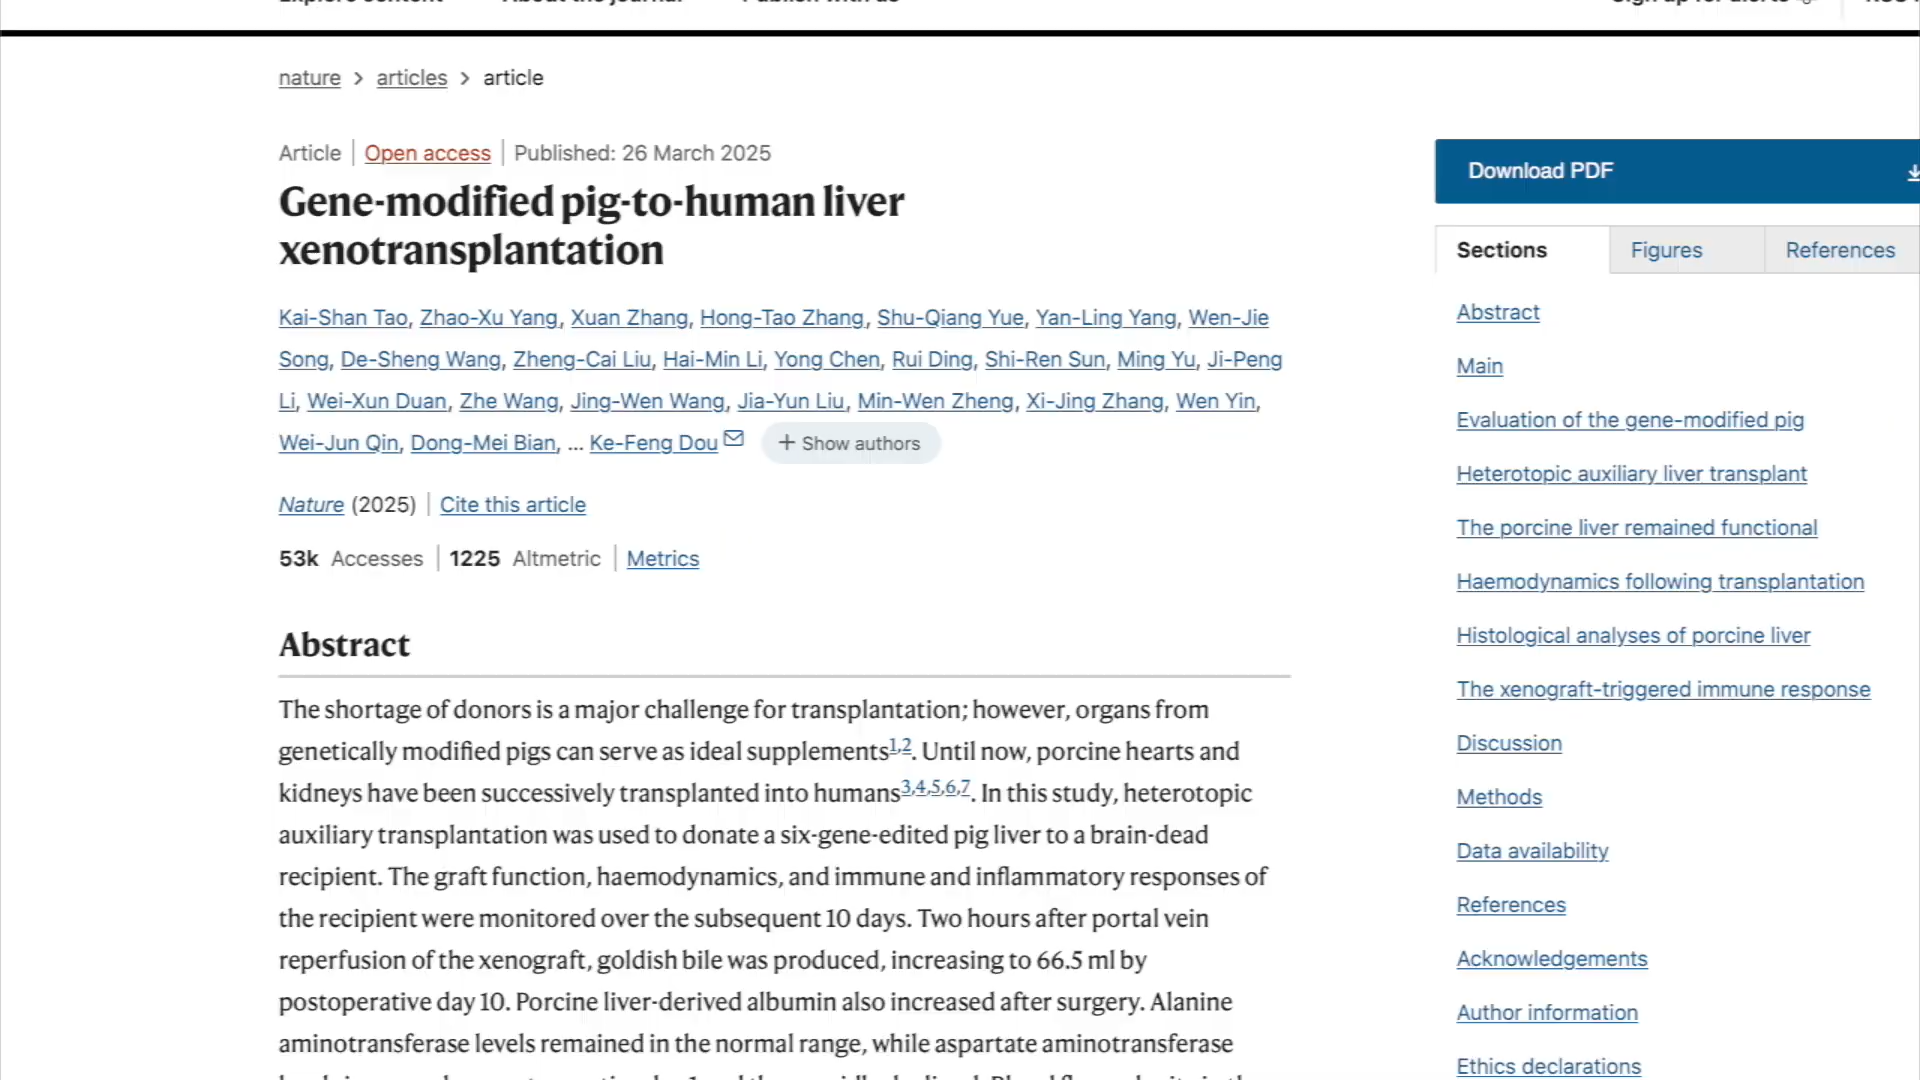 Explore content About the journal Publish with us Sign up for alerts
nature > articles > article
Article | Open access | Published: 26 March 2025
Gene-modified pig-to-human liver
xenotransplantation
Kai-Shan Tao, Zhao-Xu Yang, Xuan Zhang, Hong-Tao Zhang, Shu-Qiang Yue, Yan-Ling Yang, Wen-Jie
Song, De-Sheng Wang, Zheng-Cai Liu, Hai-Min Li, Yong Chen, Rui Ding, Shi-Ren Sun, Ming Yu, Ji-Peng
Li, Wei-Xun Duan, Zhe Wang, Jing-Wen Wang, Jia-Yun Liu, Min-Wen Zheng, Xi-Jing Zhang, Wen Yin,
Wei-Jun Qin, Dong-Mei Bian, ... Ke-Feng Dou + Show authors
Nature (2025) | Cite this article
53k Accesses | 1225 Altmetric | Metrics
Abstract
The shortage of donors is a major challenge for transplantation; however, organs from
genetically modified pigs can serve as ideal supplements1,2. Until now, porcine hearts and
kidneys have been successively transplanted into humans3,4,5,6,7. In this study, heterotopic
auxiliary transplantation was used to donate a six-gene-edited pig liver to a brain-dead
recipient. The graft function, haemodynamics, and immune and inflammatory responses of
the recipient were monitored over the subsequent 10 days. Two hours after portal vein
reperfusion of the xenograft, goldish bile was produced, increasing to 66.5 ml by
postoperative day 10. Porcine liver-derived albumin also increased after surgery. Alanine
aminotransferase levels remained in the normal range, while aspartate aminotransferase
Download PDF
Sections Figures References
Abstract
Main
Evaluation of the gene-modified pig
Heterotopic auxiliary liver transplant
The porcine liver remained functional
Haemodynamics following transplantation
Histological analyses of porcine liver
The xenograft-triggered immune response
Discussion
Methods
Data availability
References
Acknowledgements
Author information
Ethics declarations